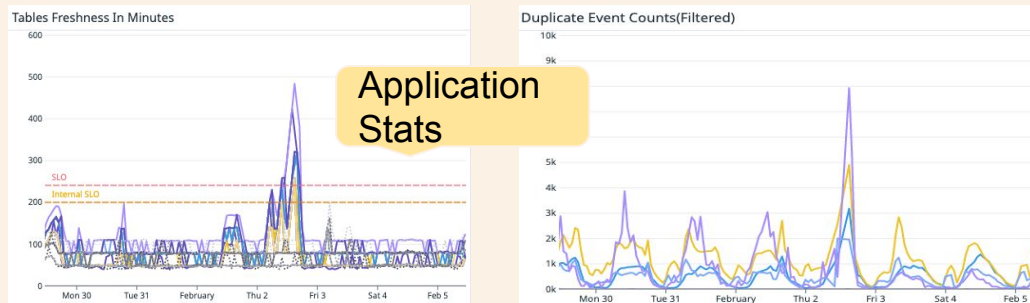 Tables Freshness In Minutes
600
500
400
300
200
100
0
SLO
Internal SLO
Mon 30
Tue 31
February
Thu 2
Fri 3
Sat 4
Feb 5
Application
Stats
Duplicate Event Counts(Filtered)
10k
9k
5k
4k
3k
2k
1k
0k
Mon 30
Tue 31
February
Thu 2
Fri 3
Sat 4